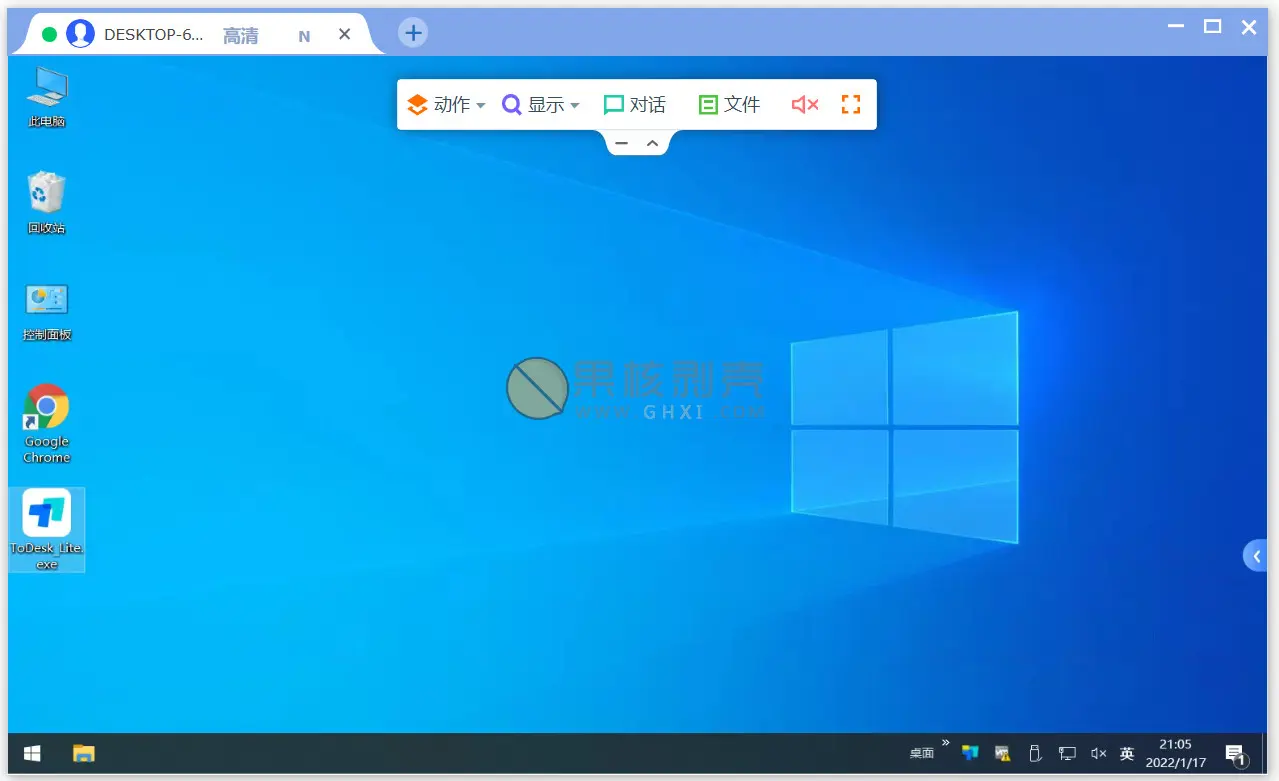 DESKTOP-6... 高清 N
动作 显示 对话 文件
此电脑
回收站
控制面板
果核剥壳
WWW.GHXI.COM
Google
Chrome
ToDesk_Lite.
exe
桌面 » 英 21:05
2022/1/17
1